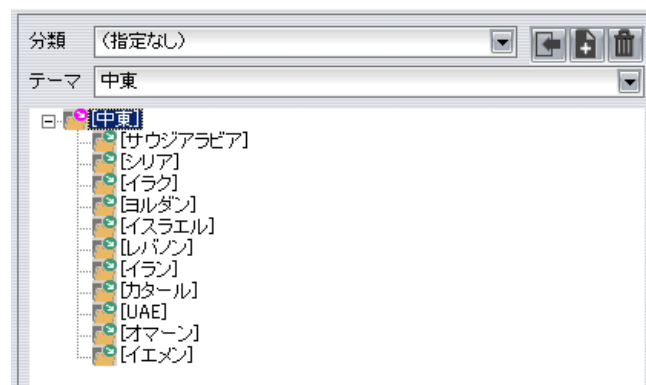 分類 (指定なし)
テーマ 中東
[中東]
[サウジアラビア]
[シリア]
[イラク]
[ヨルダン]
[イスラエル]
[レバノン]
[イラン]
[カタール]
[UAE]
[オマーン]
[イエメン]